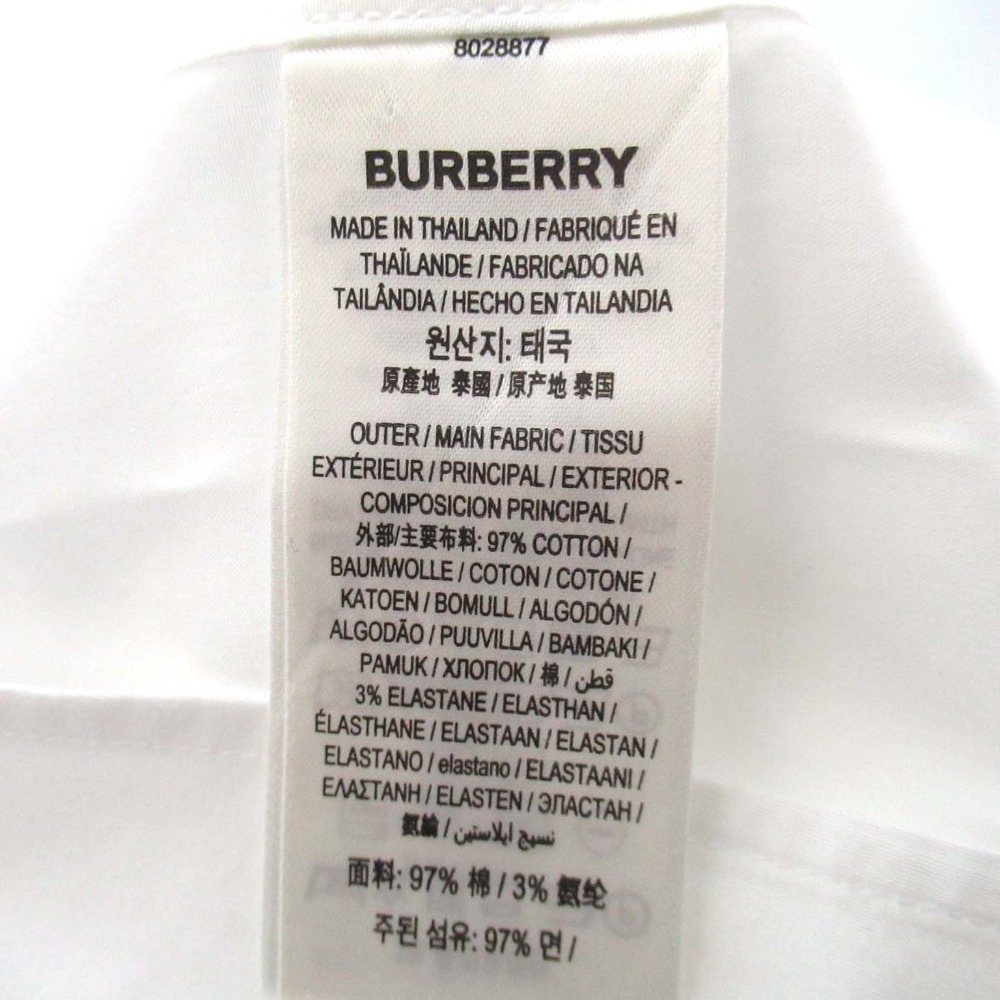 8028877
BURBERRY
MADE IN THAILAND / FABRIQUÉ EN
THAÏLANDE / FABRICADO NA
TAILÂNDIA / HECHO EN TAILANDIA
원산지: 태국
原產地 泰國 / 原产地 泰国
OUTER / MAIN FABRIC / TISSU
EXTÉRIEUR / PRINCIPAL / EXTERIOR -
COMPOSICION PRINCIPAL /
外部/主要布料: 97% COTTON /
BAUMWOLLE / COTON / COTONE /
KATOEN / BOMULL / ALGODÓN /
ALGODÃO / PUUVILLA / BAMBAKI /
PAMUK / ХЛОПОК / 棉 / قطن
3% ELASTANE / ELASTHAN /
ÉLASTHANE / ELASTAAN / ELASTAN /
ELASTANO / elastano / ELASTAANI /
ΕΛΑΣΤΑΝΗ / ELASTEN / ЭЛАСТАН /
氨綸 / نسيج ايلاستين
面料: 97% 棉 / 3% 氨纶
주된 섬유: 97% 면 /